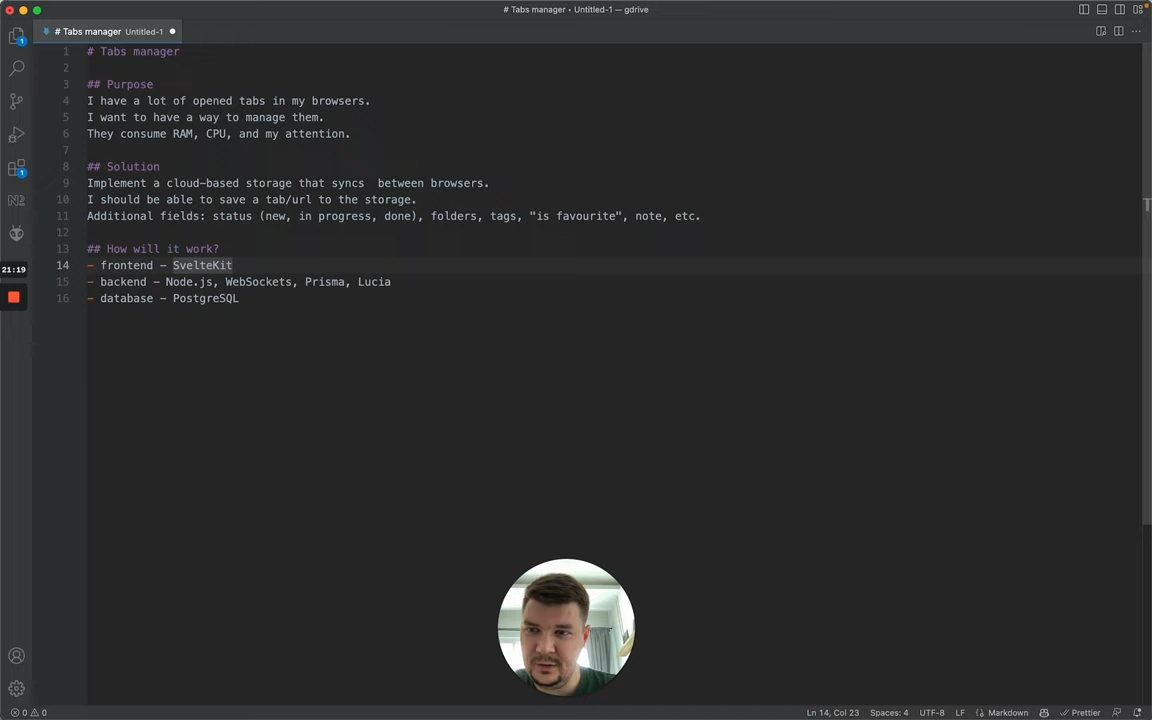 # Tabs manager • Untitled-1 — gdrive
# Tabs manager Untitled-1
1 # Tabs manager
2
3 ## Purpose
4 I have a lot of opened tabs in my browsers.
5 I want to have a way to manage them.
6 They consume RAM, CPU, and my attention.
7
8 ## Solution
9 Implement a cloud-based storage that syncs  between browsers.
10 I should be able to save a tab/url to the storage.
11 Additional fields: status (new, in progress, done), folders, tags, "is favourite", note, etc.
12
13 ## How will it work?
14 - frontend - SvelteKit
15 - backend - Node.js, WebSockets, Prisma, Lucia
16 - database - PostgreSQL
1
1
21:19
0 0
Ln 14, Col 23 Spaces: 4 UTF-8 LF Markdown Prettier